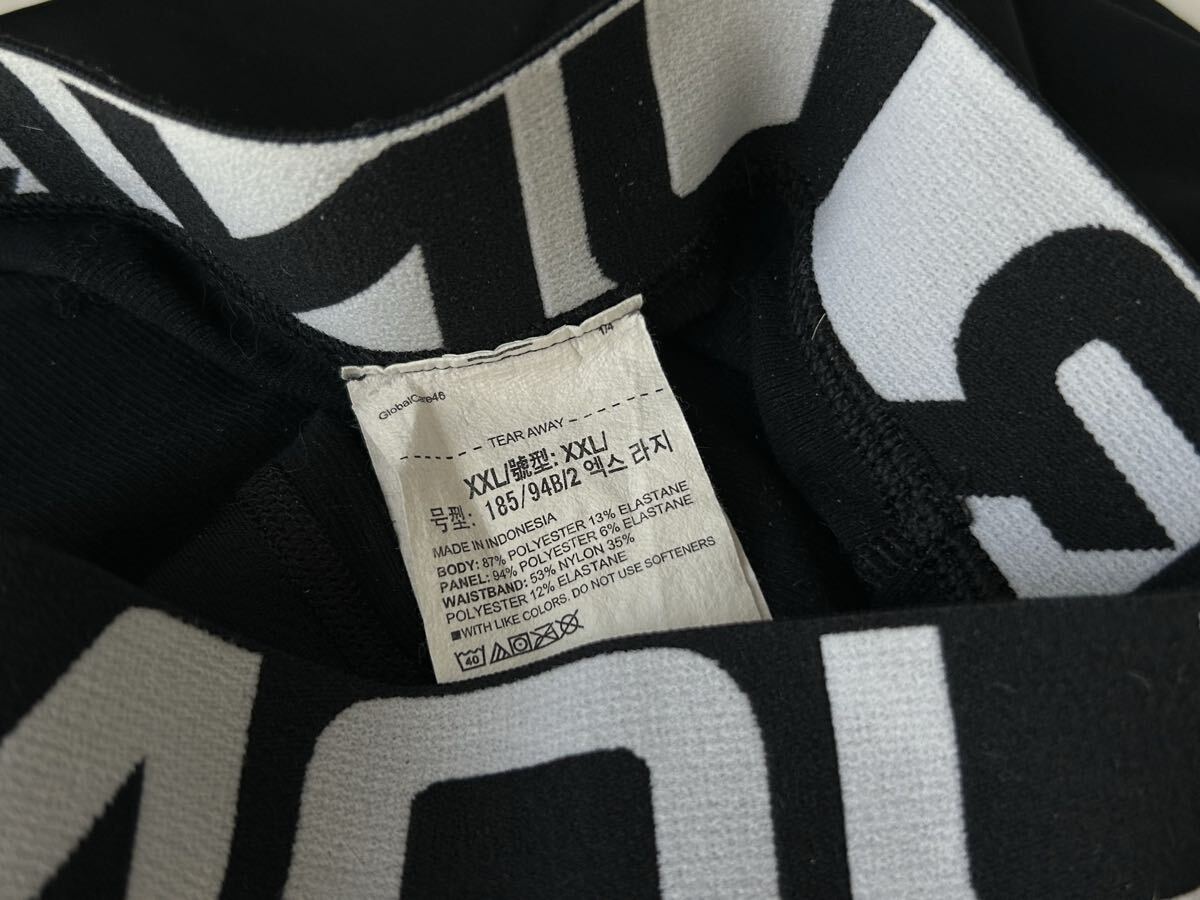 1/4
GlobalCare46
TEAR AWAY
XXL/號型: XXL/
号型: 185/94B/2 엑스 라지
MADE IN INDONESIA
BODY: 87% POLYESTER 13% ELASTANE
PANEL: 94% POLYESTER 6% ELASTANE
WAISTBAND: 53% NYLON 35%
POLYESTER 12% ELASTANE
■WITH LIKE COLORS. DO NOT USE SOFTENERS
40